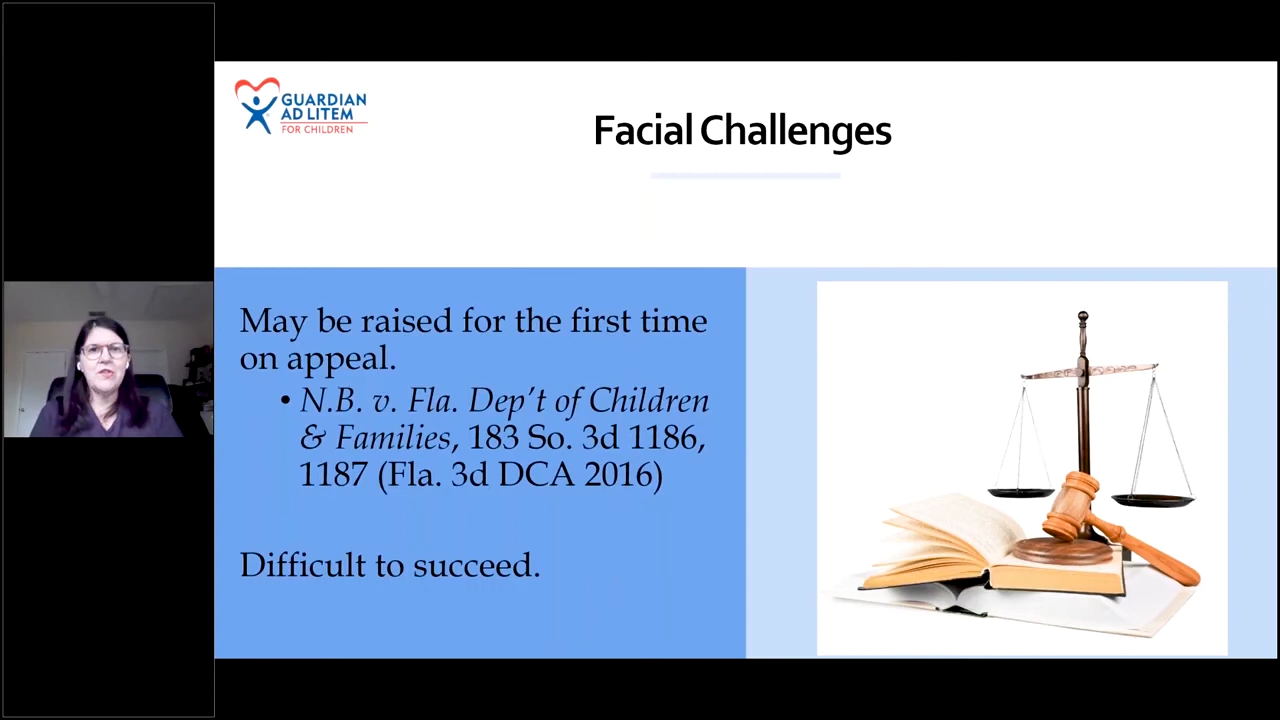 GUARDIAN
AD LITEM
FOR CHILDREN
Facial Challenges
May be raised for the first time
on appeal.
• N.B. v. Fla. Dep’t of Children
& Families, 183 So. 3d 1186,
1187 (Fla. 3d DCA 2016)
Difficult to succeed.